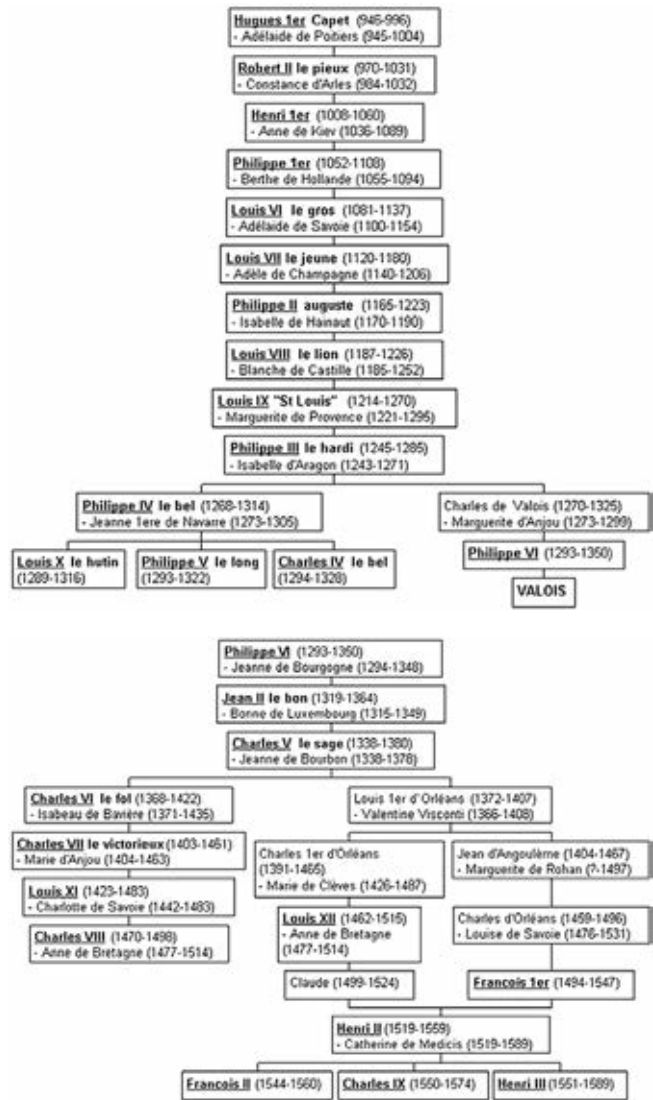 Hugues 1er Capet (946-996)
- Adélaide de Poitiers (945-1004)
Robert II le pieux (970-1031)
- Constance d'Arles (984-1032)
Henri 1er (1008-1060)
- Anne de Kiev (1036-1089)
Philippe 1er (1052-1108)
- Berthe de Hollande (1055-1094)
Louis VI le gros (1081-1137)
- Adélaide de Savoie (1100-1154)
Louis VII le jeune (1120-1180)
- Adèle de Champagne (1140-1206)
Philippe II auguste (1165-1223)
- Isabelle de Hainaut (1170-1190)
Louis VIII le lion (1187-1226)
- Blanche de Castille (1185-1252)
Louis IX "St Louis" (1214-1270)
- Marguerite de Provence (1221-1295)
Philippe III le hardi (1245-1285)
- Isabelle d'Aragon (1243-1271)
Philippe IV le bel (1268-1314)
- Jeanne 1ere de Navarre (1273-1305)
Charles de Valois (1270-1325)
- Marguerite d'Anjou (1273-1299)
Louis X le hutin
(1289-1316)
Philippe V le long
(1293-1322)
Charles IV le bel
(1294-1328)
Philippe VI (1293-1350)
VALOIS
Philippe VI (1293-1350)
- Jeanne de Bourgogne (1294-1348)
Jean II le bon (1319-1364)
- Bonne de Luxembourg (1315-1349)
Charles V le sage (1338-1380)
- Jeanne de Bourbon (1338-1378)
Charles VI le fol (1368-1422)
- Isabeau de Bavière (1371-1435)
Louis 1er d'Orléans (1372-1407)
- Valentine Visconti (1366-1408)
Charles VII le victorieux (1403-1461)
- Marie d'Anjou (1404-1463)
Charles 1er d'Orléans
(1391-1465)
- Marie de Clèves (1426-1487)
Jean d'Angoulême (1404-1467)
- Marguerite de Rohan (?-1497)
Louis XI (1423-1483)
- Charlotte de Savoie (1442-1483)
Louis XII (1462-1515)
- Anne de Bretagne
(1477-1514)
Charles d'Orléans (1459-1496)
- Louise de Savoie (1476-1531)
Charles VIII (1470-1498)
- Anne de Bretagne (1477-1514)
Claude (1499-1524)
Francois 1er (1494-1547)
Henri II (1519-1559)
- Catherine de Medicis (1519-1589)
Francois II (1544-1560)
Charles IX (1550-1574)
Henri III (1551-1589)